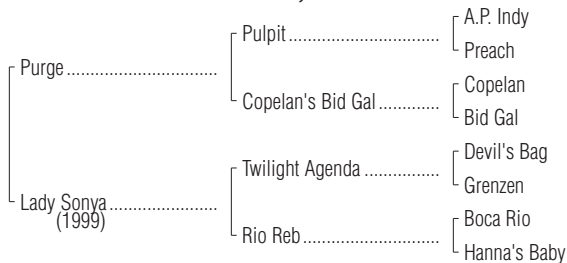 A.P. Indy
Pulpit
Preach
Purge
Copelan
Copelan's Bid Gal
Bid Gal
Devil's Bag
Twilight Agenda
Grenzen
Lady Sonya
(1999)
Boca Rio
Rio Reb
Hanna's Baby